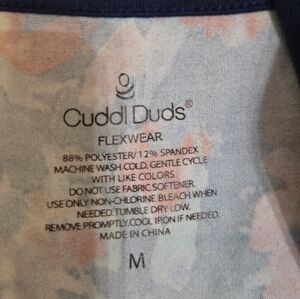 Cuddl Duds®
FLEXWEAR
88% POLYESTER/12% SPANDEX
MACHINE WASH COLD, GENTLE CYCLE
WITH LIKE COLORS
DO NOT USE FABRIC SOFTENER.
USE ONLY NON-CHLORINE BLEACH WHEN
NEEDED. TUMBLE DRY LOW.
REMOVE PROMPTLY. COOL IRON IF NEEDED.
MADE IN CHINA
M